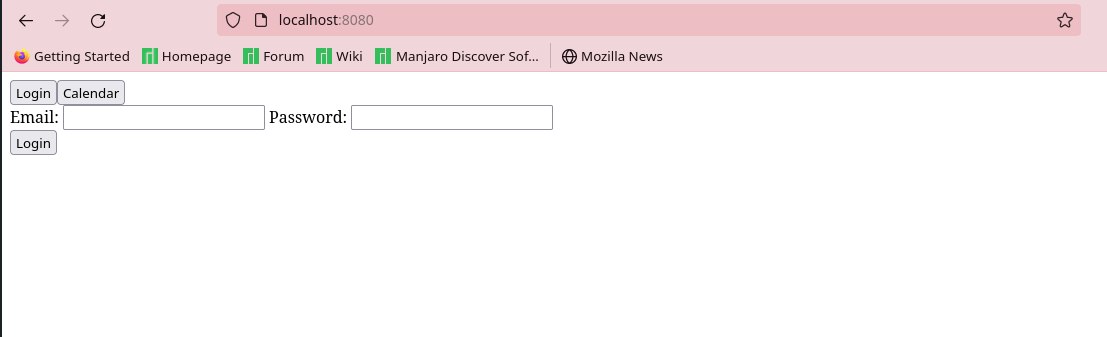 localhost:8080
Getting Started Homepage Forum Wiki Manjaro Discover Sof... Mozilla News
Login Calendar
Email: Password:
Login